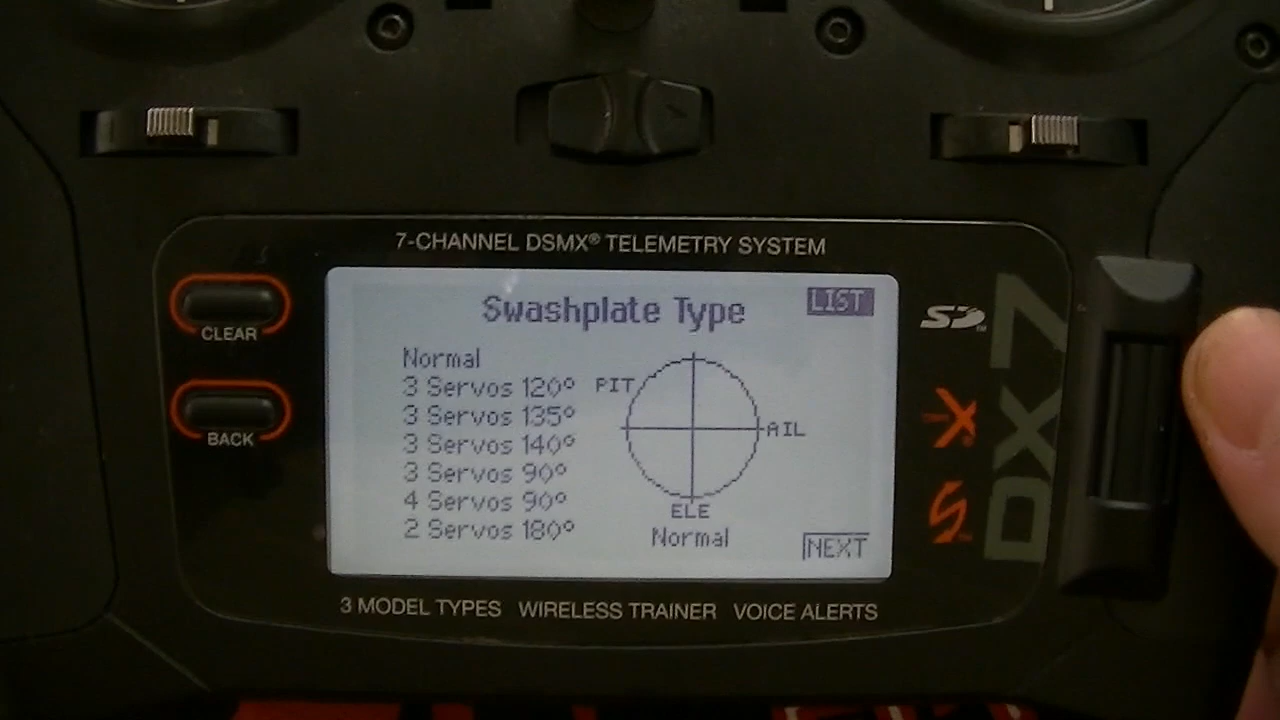 7-CHANNEL DSMX® TELEMETRY SYSTEM
CLEAR
BACK
Swashplate Type
LIST
Normal
3 Servos 120°
3 Servos 135°
3 Servos 140°
3 Servos 90°
4 Servos 90°
2 Servos 180°
PIT
AIL
ELE
Normal
NEXT
SD
X
DX7
3 MODEL TYPES WIRELESS TRAINER VOICE ALERTS